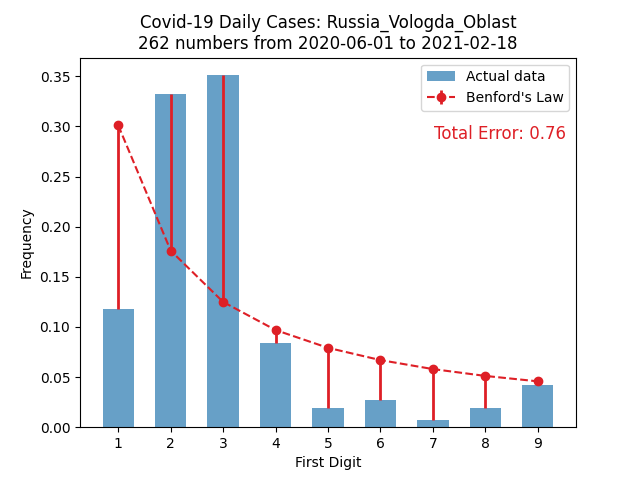 Covid-19 Daily Cases: Russia_Vologda_Oblast
262 numbers from 2020-06-01 to 2021-02-18
Actual data
Benford's Law
Total Error: 0.76
Frequency
0.35
0.30
0.25
0.20
0.15
0.10
0.05
0.00
1 2 3 4 5 6 7 8 9
First Digit